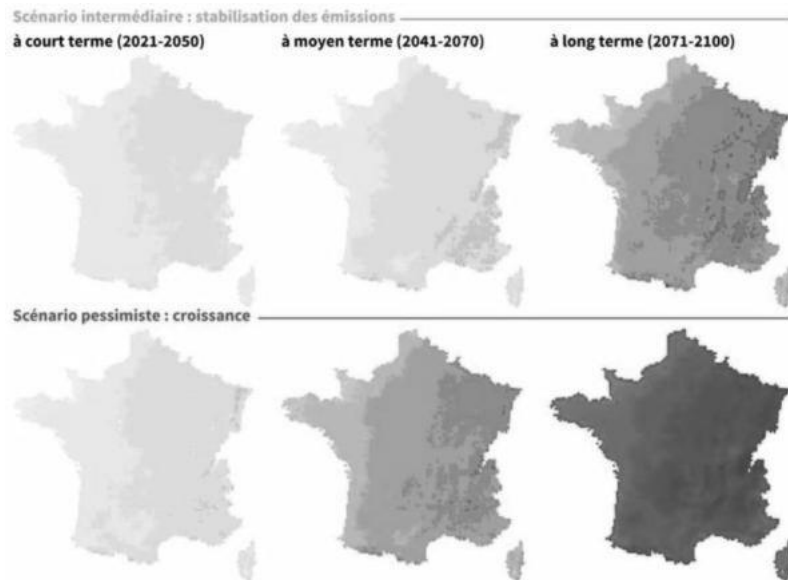 Scénario intermédiaire : stabilisation des émissions
à court terme (2021-2050) à moyen terme (2041-2070) à long terme (2071-2100)
Scénario pessimiste : croissance